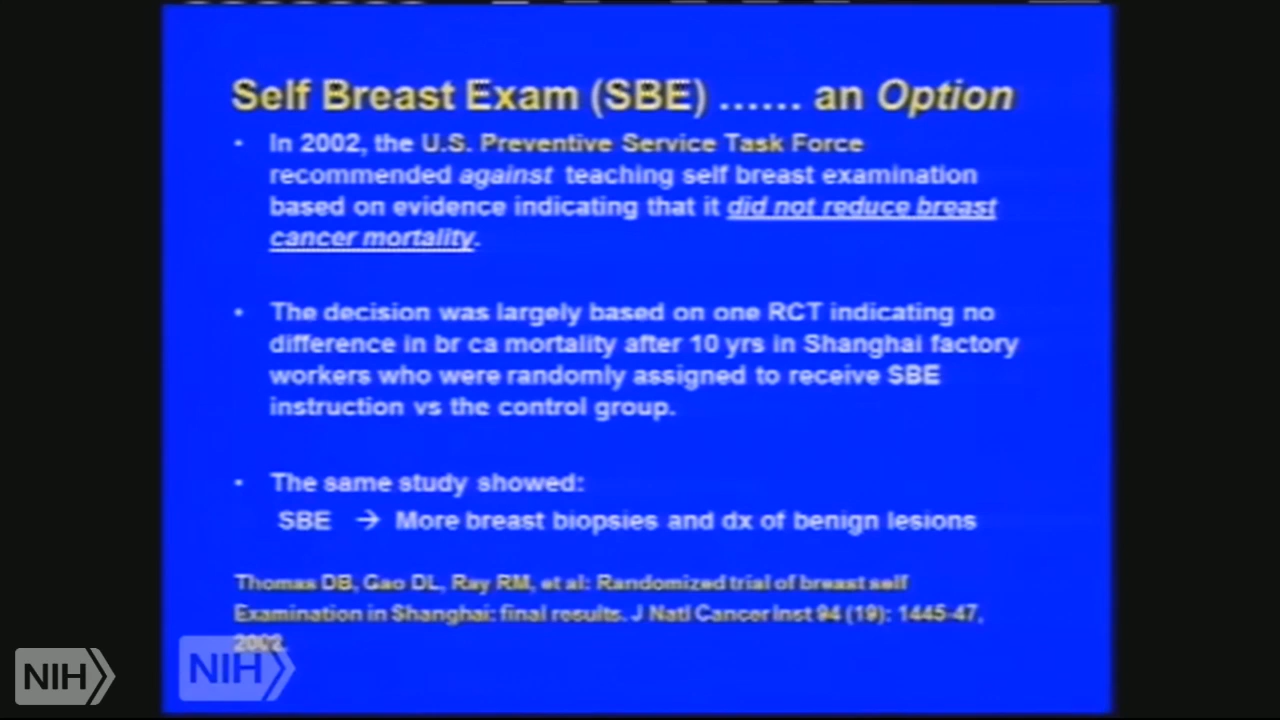 Self Breast Exam (SBE) ...... an Option
• In 2002, the U.S. Preventive Service Task Force
recommended against teaching self breast examination
based on evidence indicating that it did not reduce breast
cancer mortality.
• The decision was largely based on one RCT indicating no
difference in br ca mortality after 10 yrs in Shanghai factory
workers who were randomly assigned to receive SBE
instruction vs the control group.
• The same study showed:
SBE → More breast biopsies and dx of benign lesions
Thomas DB, Gao DL, Ray RM, et al: Randomized trial of breast self
Examination in Shanghai: final results. J Natl Cancer Inst 94 (19): 1445-47,
2002.
NIH
NIH